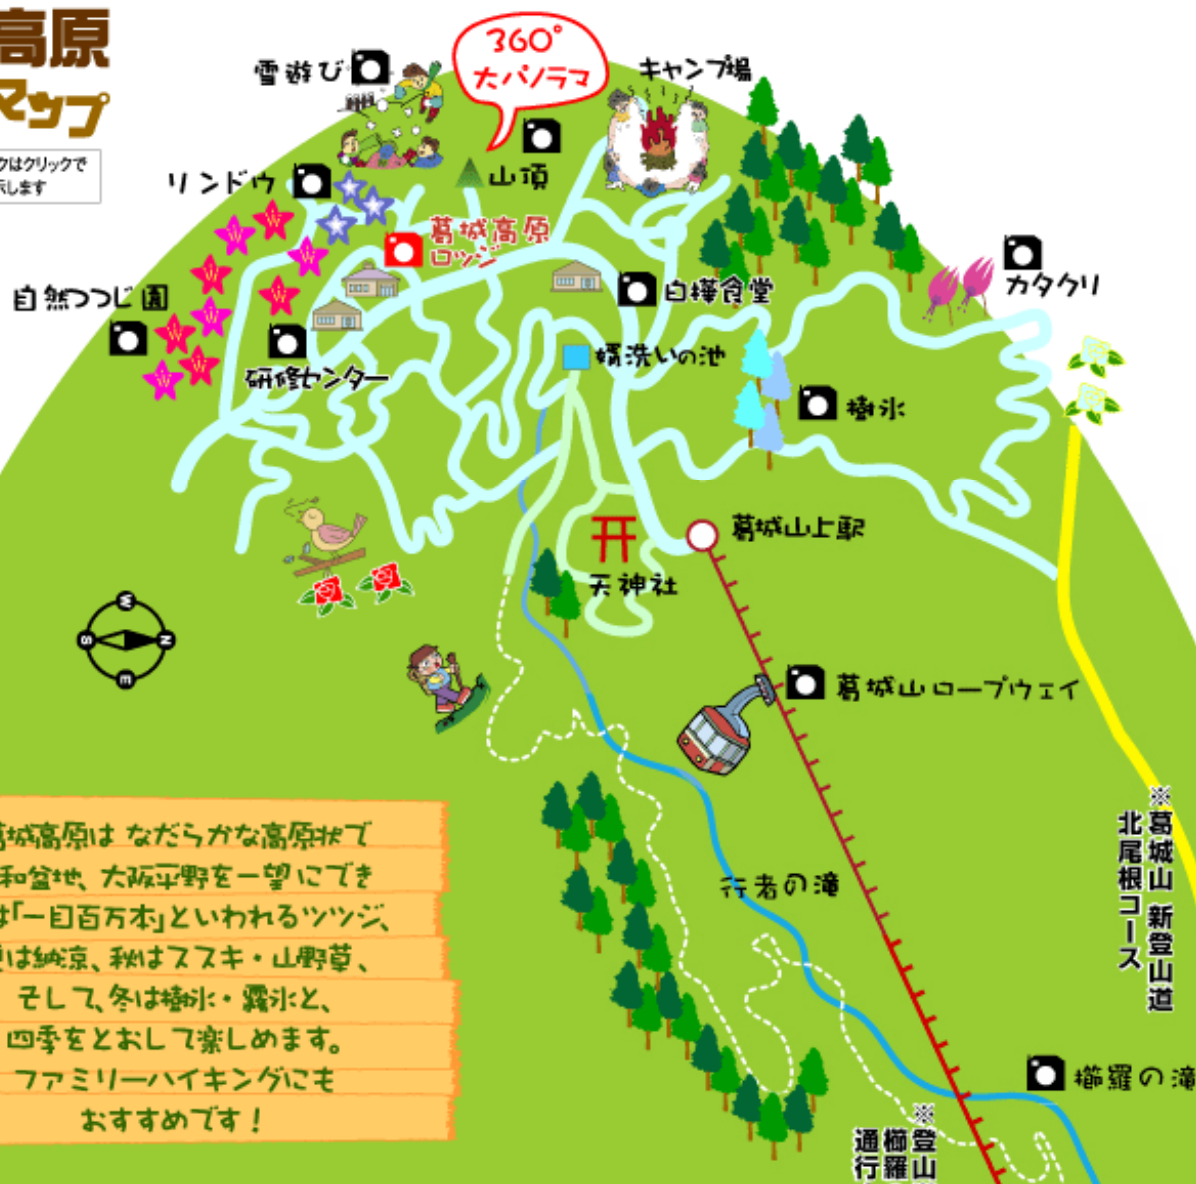 高原
マップ
クはクリックで
示します
雪遊び
360°
大パノラマ
キャンプ場
リンドウ
山頂
葛城高原
ロッジ
カタクリ
自然つつじ園
白樺食堂
研修センター
婿洗いの池
樹氷
葛城山上駅
天神社
W
S
N
E
葛城山ロープウェイ
葛城高原は なだらかな高原状で
和盆地、大阪平野を一望にでき
は「一目百万本」といわれるツツジ、
は納涼、秋はススキ・山野草、
そして、冬は樹氷・霧氷と、
四季をとおして楽しめます。
ファミリーハイキングにも
おすすめです！
行者の滝
※葛城山 新登山道
北尾根コース
櫛羅の滝
※登山
櫛羅
通行